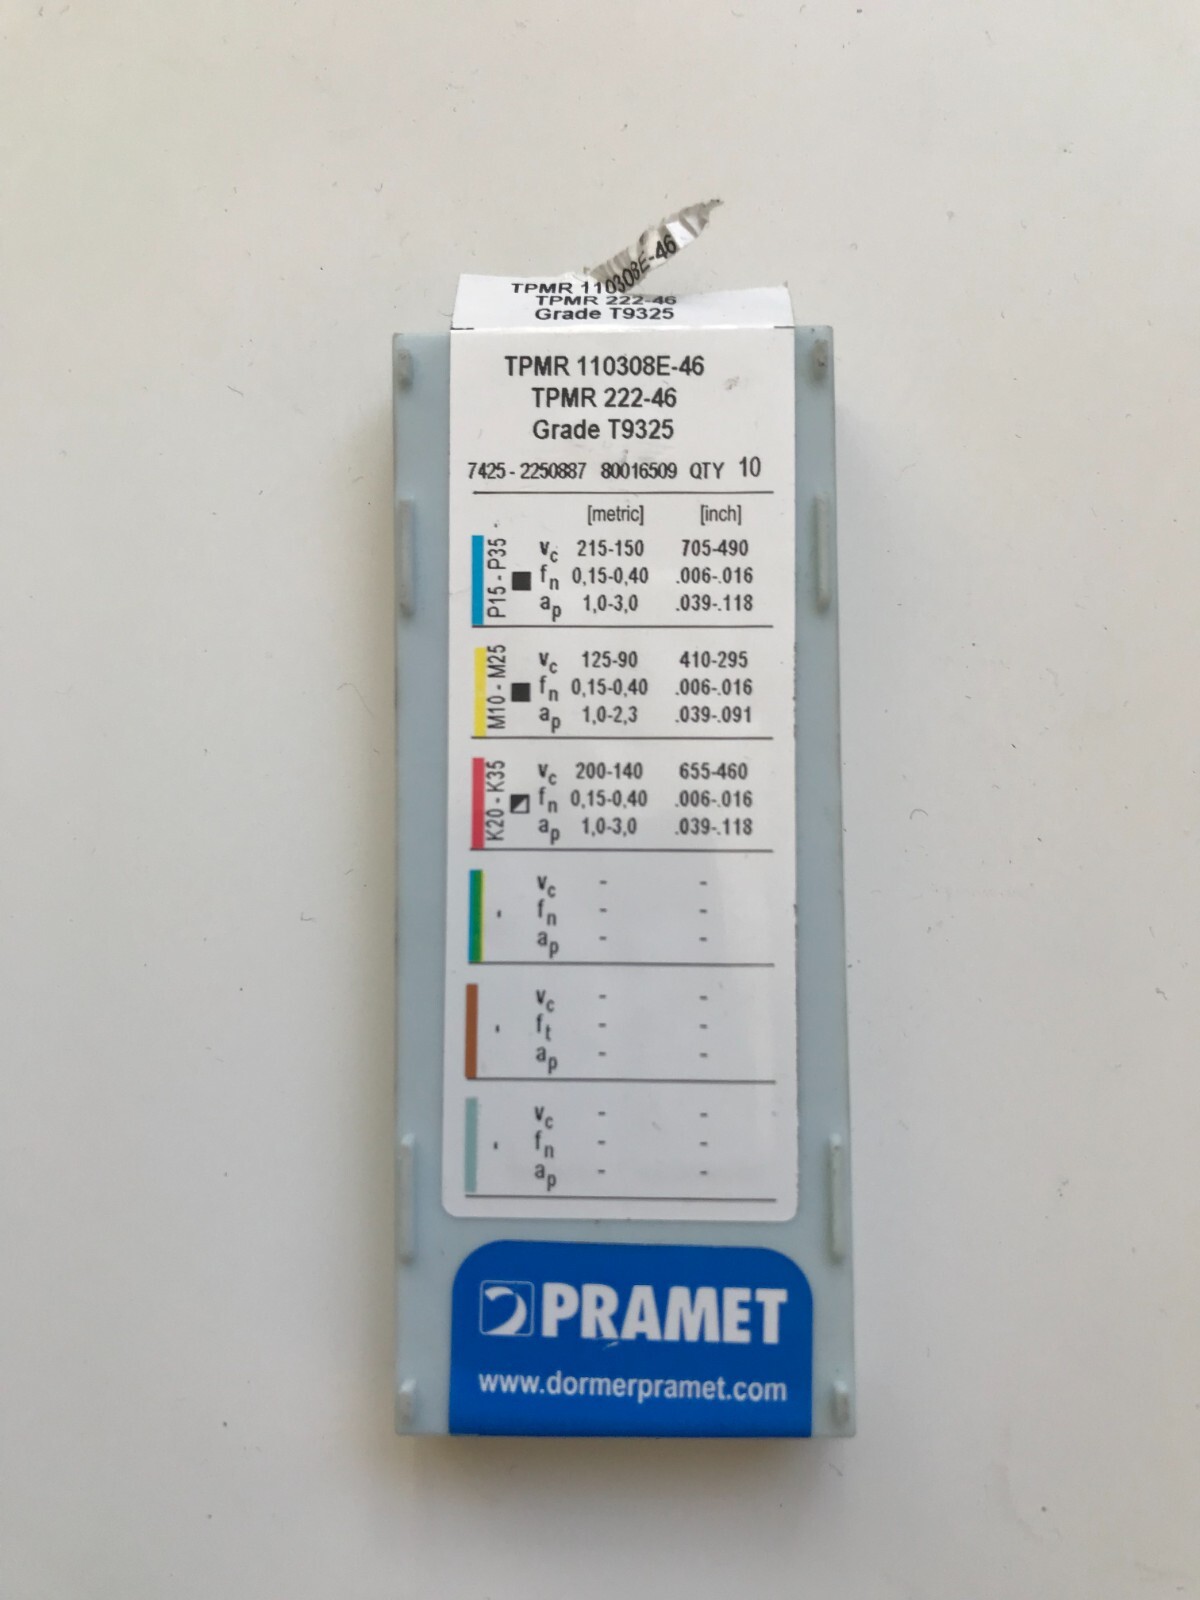 110308E-46
TPMR 110
TPMR 222-46
Grade T9325
TPMR 110308E-46
TPMR 222-46
Grade T9325
7425 - 2250887 80016509 QTY 10
[metric] [inch]
P15 - P35
vc 215-150 705-490
fn 0,15-0,40 .006-.016
ap 1,0-3,0 .039-.118
M10 - M25
vc 125-90 410-295
fn 0,15-0,40 .006-.016
ap 1,0-2,3 .039-.091
K20 - K35
vc 200-140 655-460
fn 0,15-0,40 .006-.016
ap 1,0-3,0 .039-.118
vc - -
fn - -
ap - -
vc - -
ft - -
ap - -
vc - -
fn - -
ap - -
PRAMET
www.dormerpramet.com